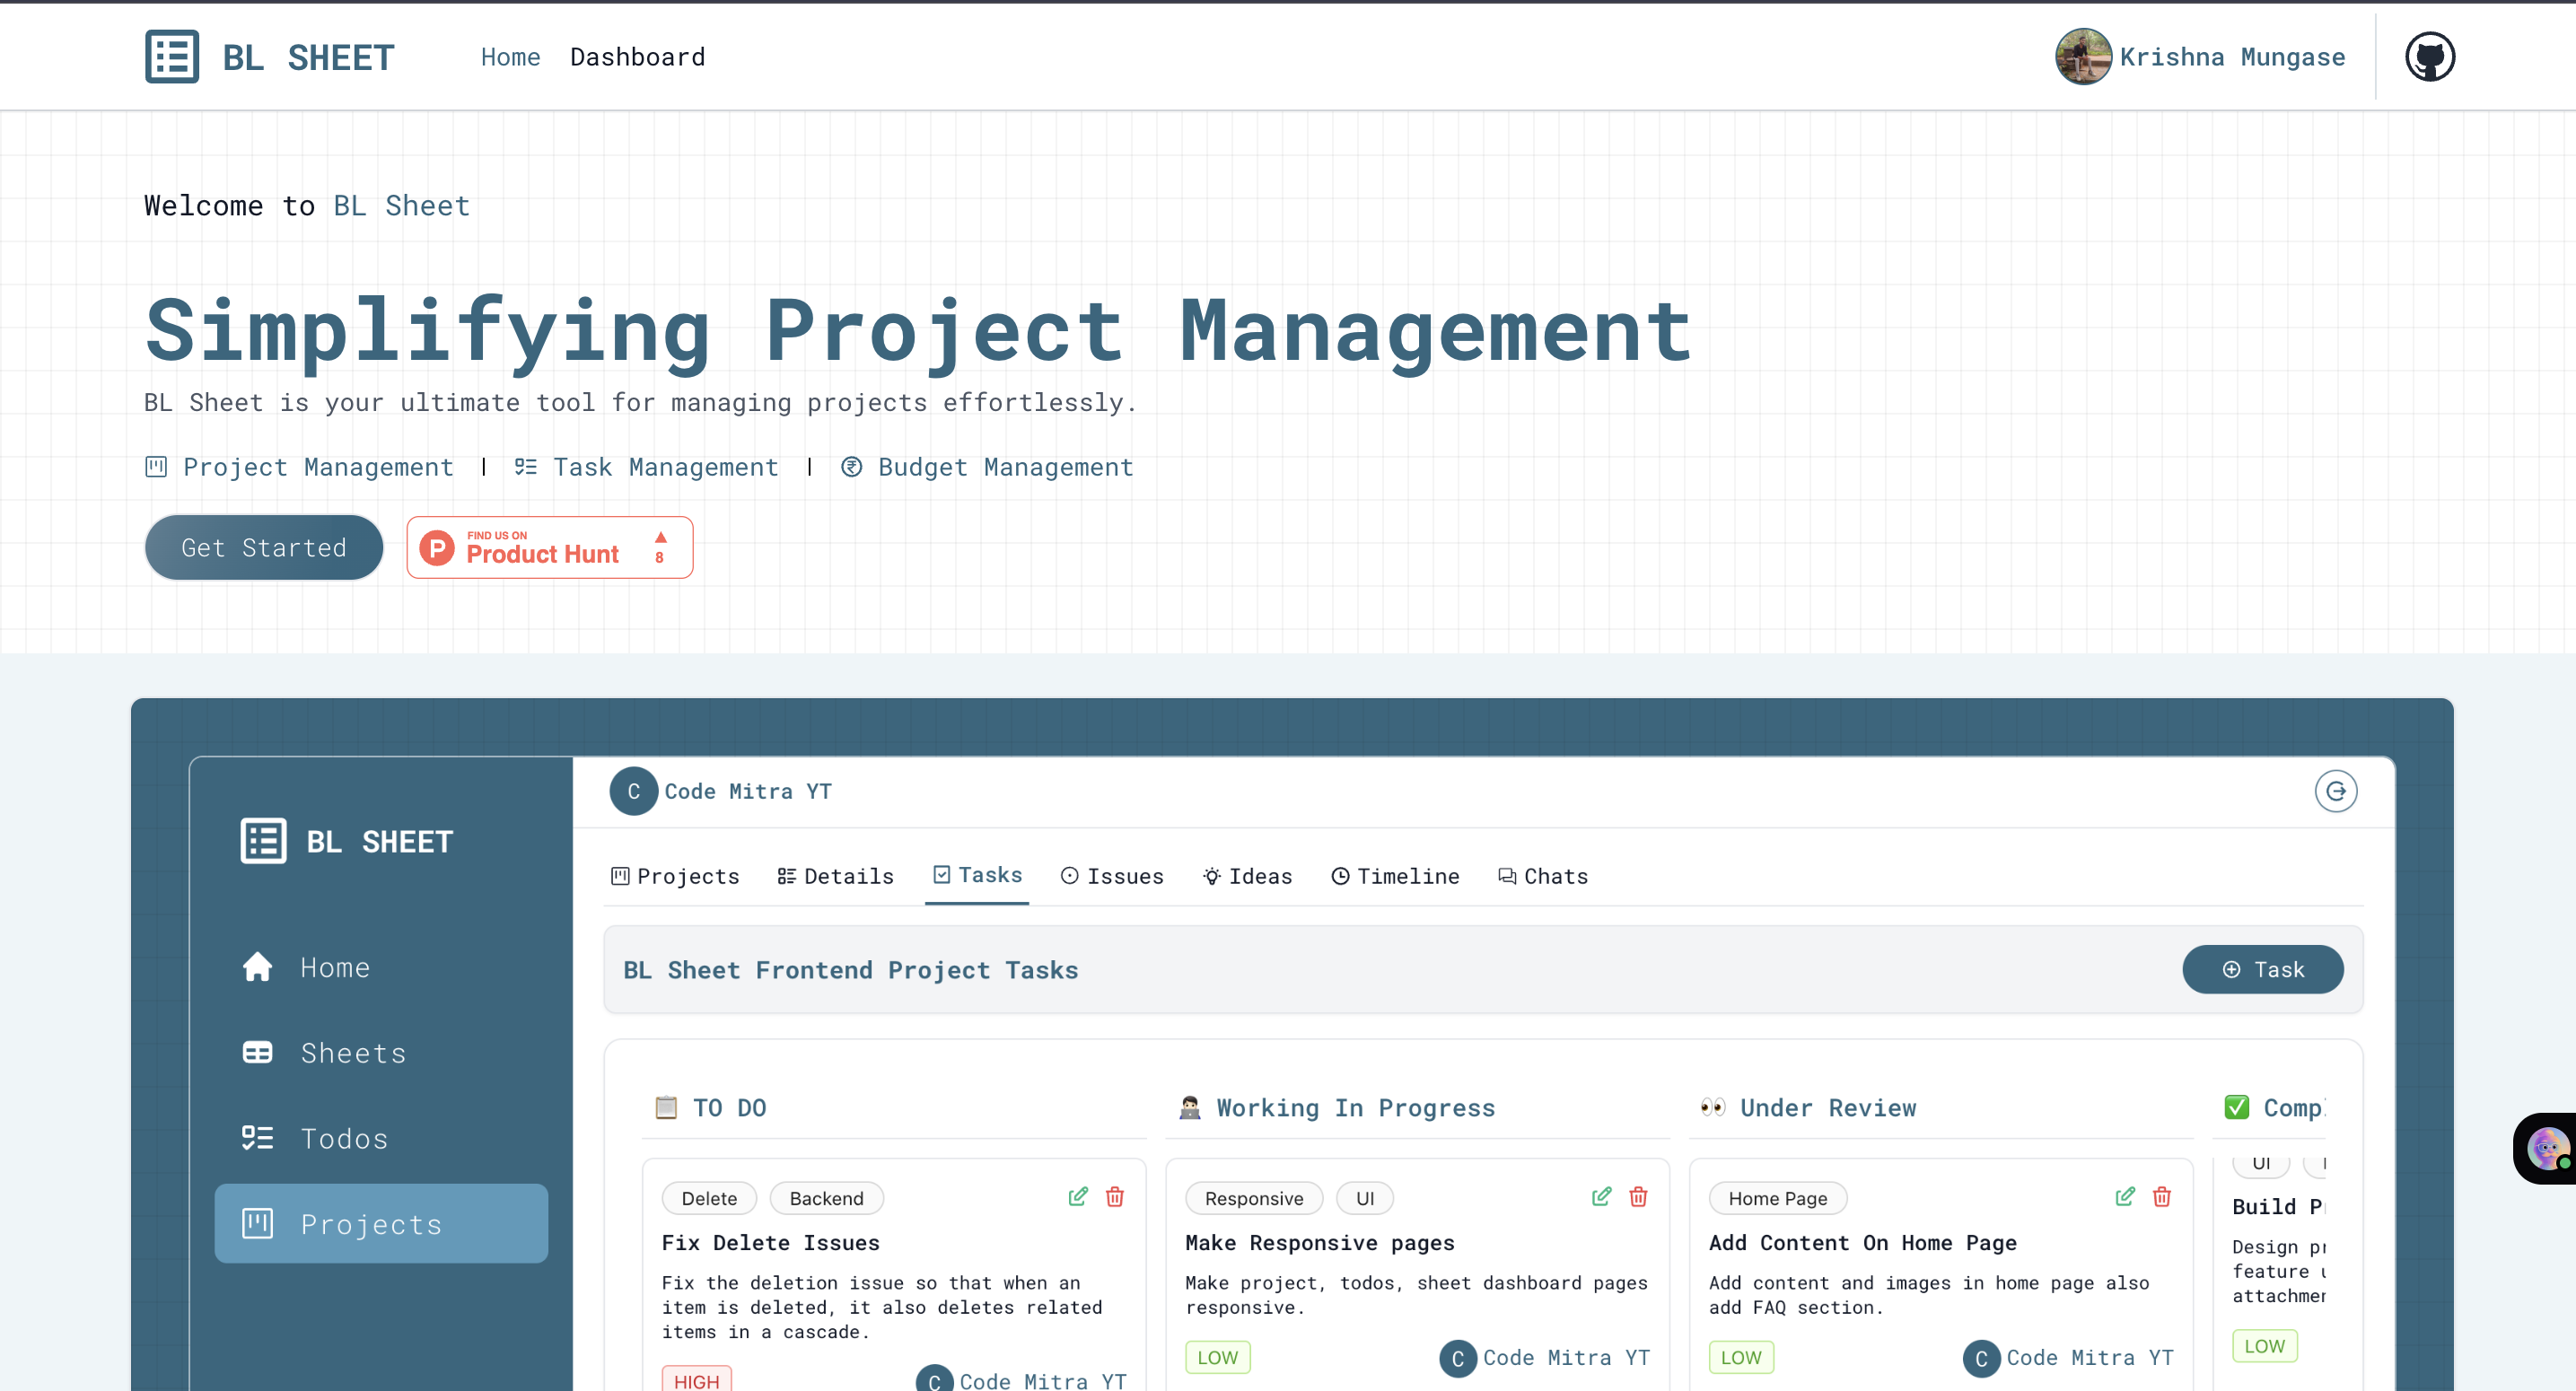 BL SHEET
Home
Dashboard
Krishna Mungase
Welcome to BL Sheet
Simplifying Project Management
BL Sheet is your ultimate tool for managing projects effortlessly.
Project Management | Task Management | Budget Management
Get Started
P
FIND US ON
Product Hunt
8
C Code Mitra YT
BL SHEET
Home
Sheets
Todos
Projects
Projects
Details
Tasks
Issues
Ideas
Timeline
Chats
BL Sheet Frontend Project Tasks
Task
TO DO
Delete
Backend
Fix Delete Issues
Fix the deletion issue so that when an
item is deleted, it also deletes related
items in a cascade.
HIGH
C Code Mitra YT
Working In Progress
Responsive
UI
Make Responsive pages
Make project, todos, sheet dashboard pages
responsive.
LOW
C Code Mitra YT
Under Review
Home Page
Add Content On Home Page
Add content and images in home page also
add FAQ section.
LOW
C Code Mitra YT
Comp
UI
Build P
Design pr
feature
attachmen
LOW